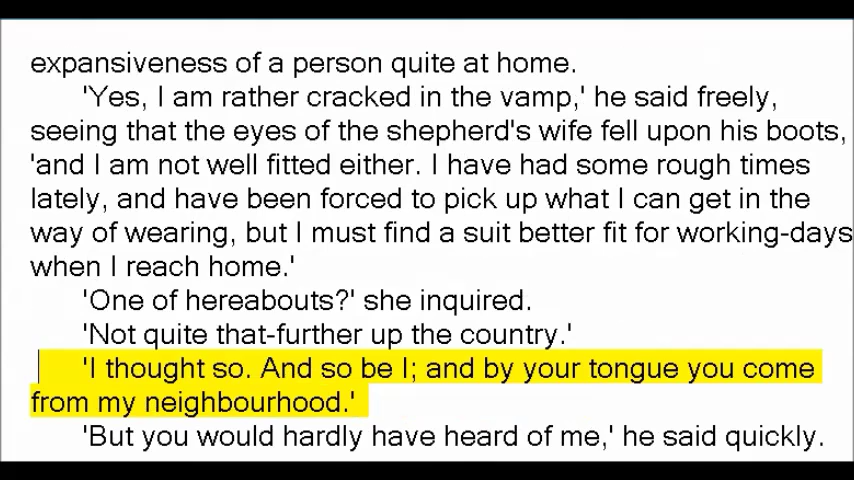 expansiveness of a person quite at home.
'Yes, I am rather cracked in the vamp,' he said freely,
seeing that the eyes of the shepherd's wife fell upon his boots,
'and I am not well fitted either. I have had some rough times
lately, and have been forced to pick up what I can get in the
way of wearing, but I must find a suit better fit for working-days
when I reach home.'
'One of hereabouts?' she inquired.
'Not quite that-further up the country.'
'I thought so. And so be I; and by your tongue you come
from my neighbourhood.'
'But you would hardly have heard of me,' he said quickly.